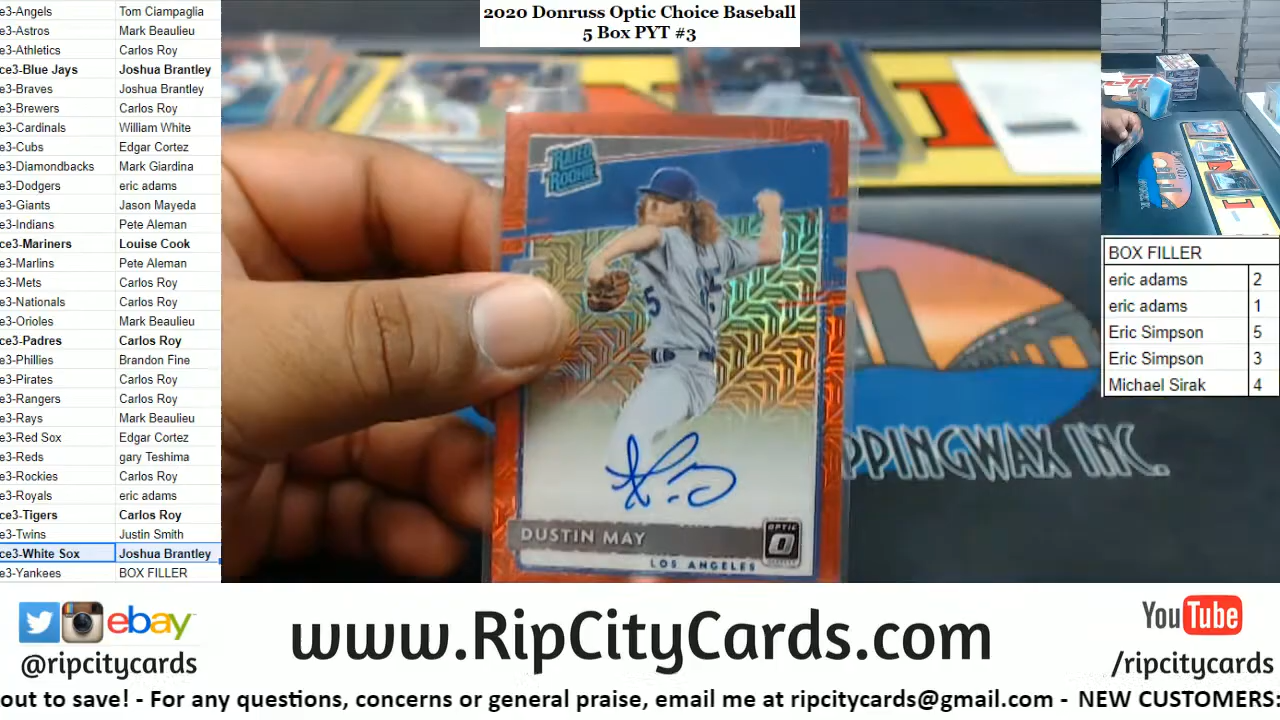 2020 Donruss Optic Choice Baseball
5 Box PYT #3
e3-Angels Tom Ciampaglia
e3-Astros Mark Beaulieu
e3-Athletics Carlos Roy
ce3-Blue Jays Joshua Brantley
e3-Braves Joshua Brantley
e3-Brewers Carlos Roy
e3-Cardinals William White
e3-Cubs Edgar Cortez
e3-Diamondbacks Mark Giardina
e3-Dodgers eric adams
e3-Giants Jason Mayeda
e3-Indians Pete Aleman
ce3-Mariners Louise Cook
e3-Marlins Pete Aleman
e3-Mets Carlos Roy
e3-Nationals Carlos Roy
e3-Orioles Mark Beaulieu
ce3-Padres Carlos Roy
e3-Phillies Brandon Fine
e3-Pirates Carlos Roy
e3-Rangers Carlos Roy
e3-Rays Mark Beaulieu
e3-Red Sox Edgar Cortez
e3-Reds gary Teshima
e3-Rockies Carlos Roy
e3-Royals eric adams
ce3-Tigers Carlos Roy
e3-Twins Justin Smith
ce3-White Sox Joshua Brantley
e3-Yankees BOX FILLER
RATED
ROOKIE
5
DUSTIN MAY
OPTIC
LOS ANGELES
PPINGWAX INC.
BOX FILLER
eric adams 2
eric adams 1
Eric Simpson 5
Eric Simpson 3
Michael Sirak 4
ebay
@ripcitycards
www.RipCityCards.com
YouTube
/ripcitycards
out to save! - For any questions, concerns or general praise, email me at ripcitycards@gmail.com - NEW CUSTOMERS: